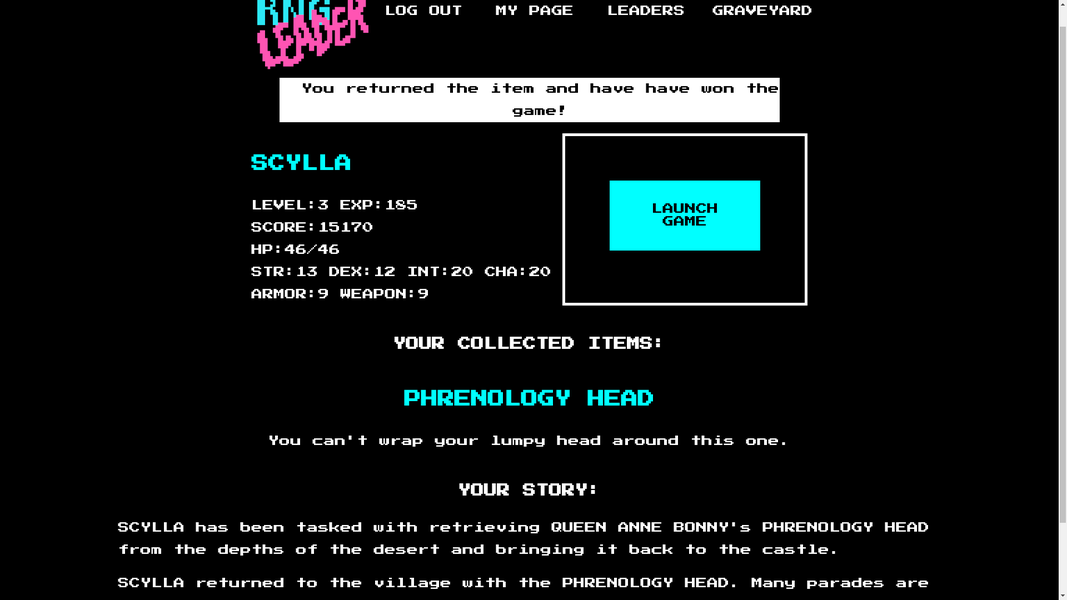 RNG
LEADER
LOG OUT MY PAGE LEADERS GRAVEYARD
You returned the item and have have won the
game!
SCYLLA
LEVEL:3 EXP:185
SCORE:15170
HP:46/46
STR:13 DEX:12 INT:20 CHA:20
ARMOR:9 WEAPON:9
LAUNCH
GAME
YOUR COLLECTED ITEMS:
PHRENOLOGY HEAD
You can't wrap your lumpy head around this one.
YOUR STORY:
SCYLLA has been tasked with retrieving QUEEN ANNE BONNY's PHRENOLOGY HEAD
from the depths of the desert and bringing it back to the castle.
SCYLLA returned to the village with the PHRENOLOGY HEAD. Many parades are